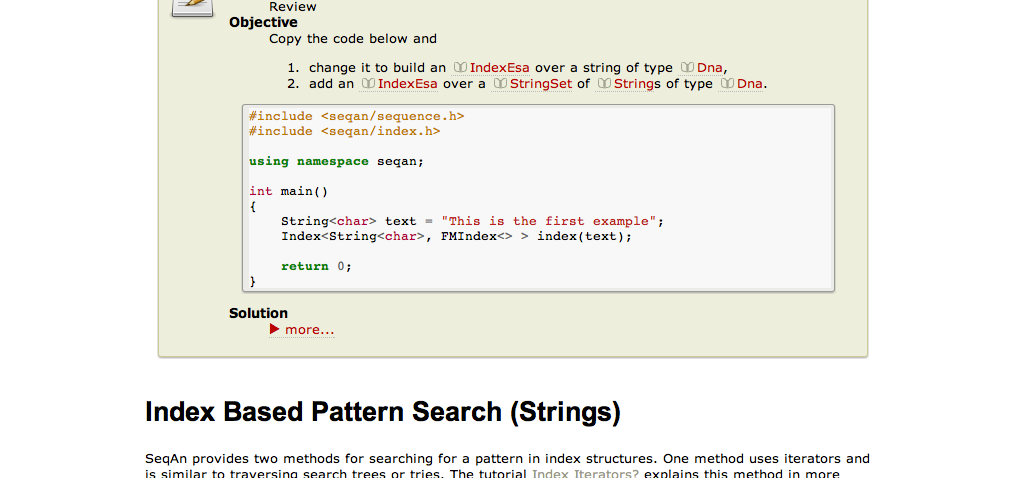 Review
Objective
Copy the code below and
1. change it to build an IndexEsa over a string of type Dna,
2. add an IndexEsa over a StringSet of Strings of type Dna.
#include <seqan/sequence.h>
#include <seqan/index.h>
using namespace seqan;
int main()
{
    String<char> text = "This is the first example";
    Index<String<char>, FMIndex<> > index(text);
    return 0;
}
Solution
more...
Index Based Pattern Search (Strings)
SeqAn provides two methods for searching for a pattern in index structures. One method uses iterators and
is similar to traversing search trees or tries. The tutorial Index Iterators? explains this method in more